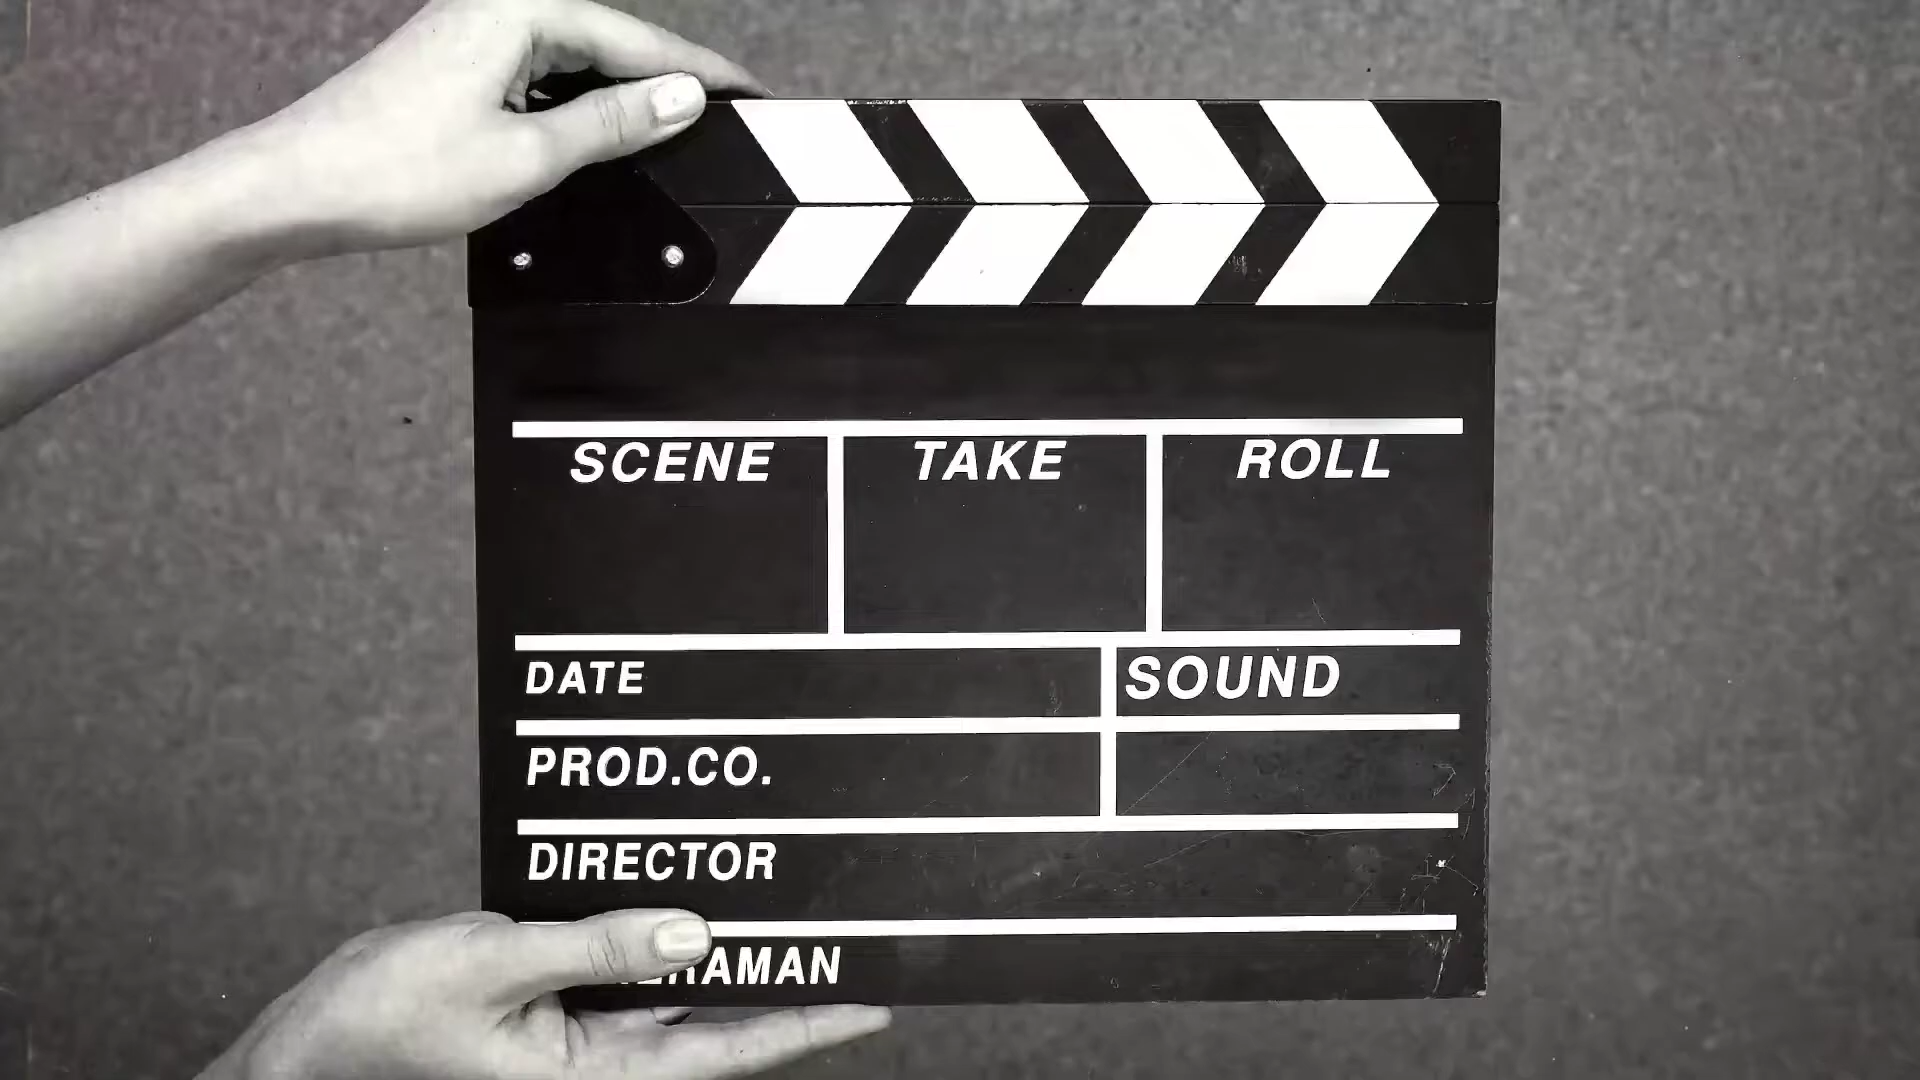 SCENE TAKE ROLL
DATE SOUND
PROD.CO.
DIRECTOR